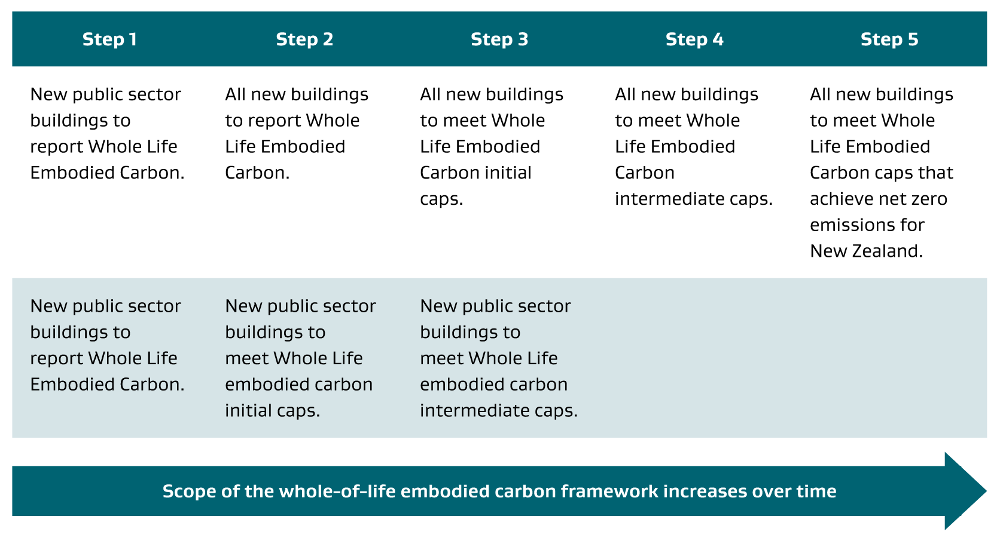 Step 1
Step 2
Step 3
Step 4
Step 5
New public sector
buildings to
report Whole Life
Embodied Carbon.
All new buildings
to report Whole
Life Embodied
Carbon.
All new buildings
to meet Whole
Life Embodied
Carbon initial
caps.
All new buildings
to meet Whole
Life Embodied
Carbon
intermediate caps.
All new buildings
to meet Whole
Life Embodied
Carbon caps that
achieve net zero
emissions for
New Zealand.
New public sector
buildings to
report Whole Life
Embodied Carbon.
New public sector
buildings to
meet Whole Life
embodied carbon
initial caps.
New public sector
buildings to
meet Whole Life
embodied carbon
intermediate caps.
Scope of the whole-of-life embodied carbon framework increases over time